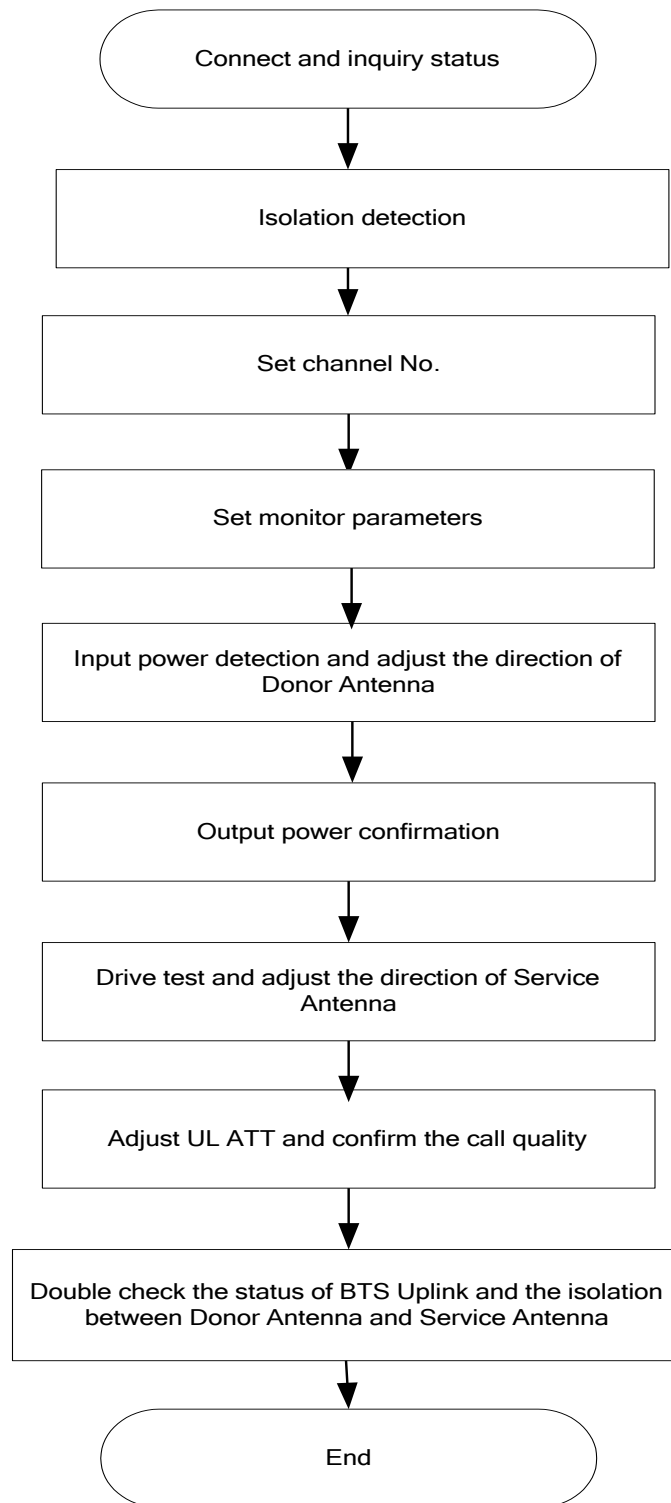 Connect and inquiry status
Isolation detection
Set channel No.
Set monitor parameters
Input power detection and adjust the direction of
Donor Antenna
Output power confirmation
Drive test and adjust the direction of Service
Antenna
Adjust UL ATT and confirm the call quality
Double check the status of BTS Uplink and the isolation
between Donor Antenna and Service Antenna
End